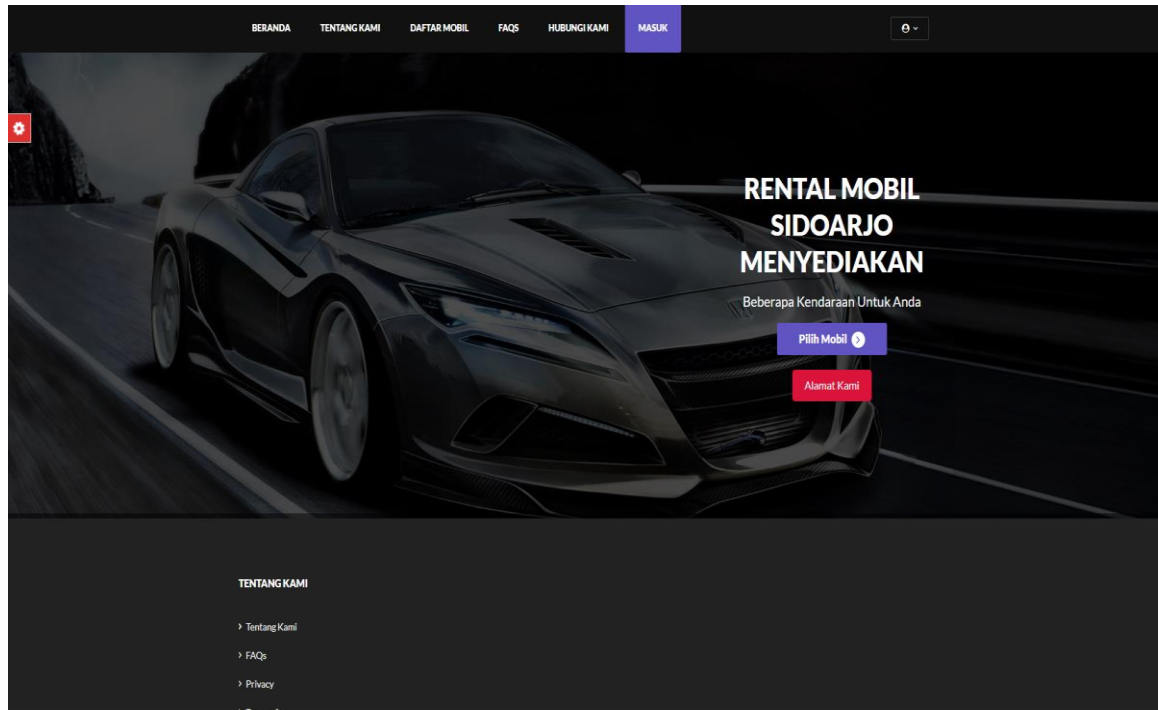 BERANDA TENTANG KAMI DAFTAR MOBIL FAQS HUBUNGI KAMI MASUK
RENTAL MOBIL
SIDOARJO
MENYEDIAKAN
Beberapa Kendaraan Untuk Anda
Pilih Mobil
Alamat Kami
TENTANG KAMI
Tentang Kami
FAQs
Privacy